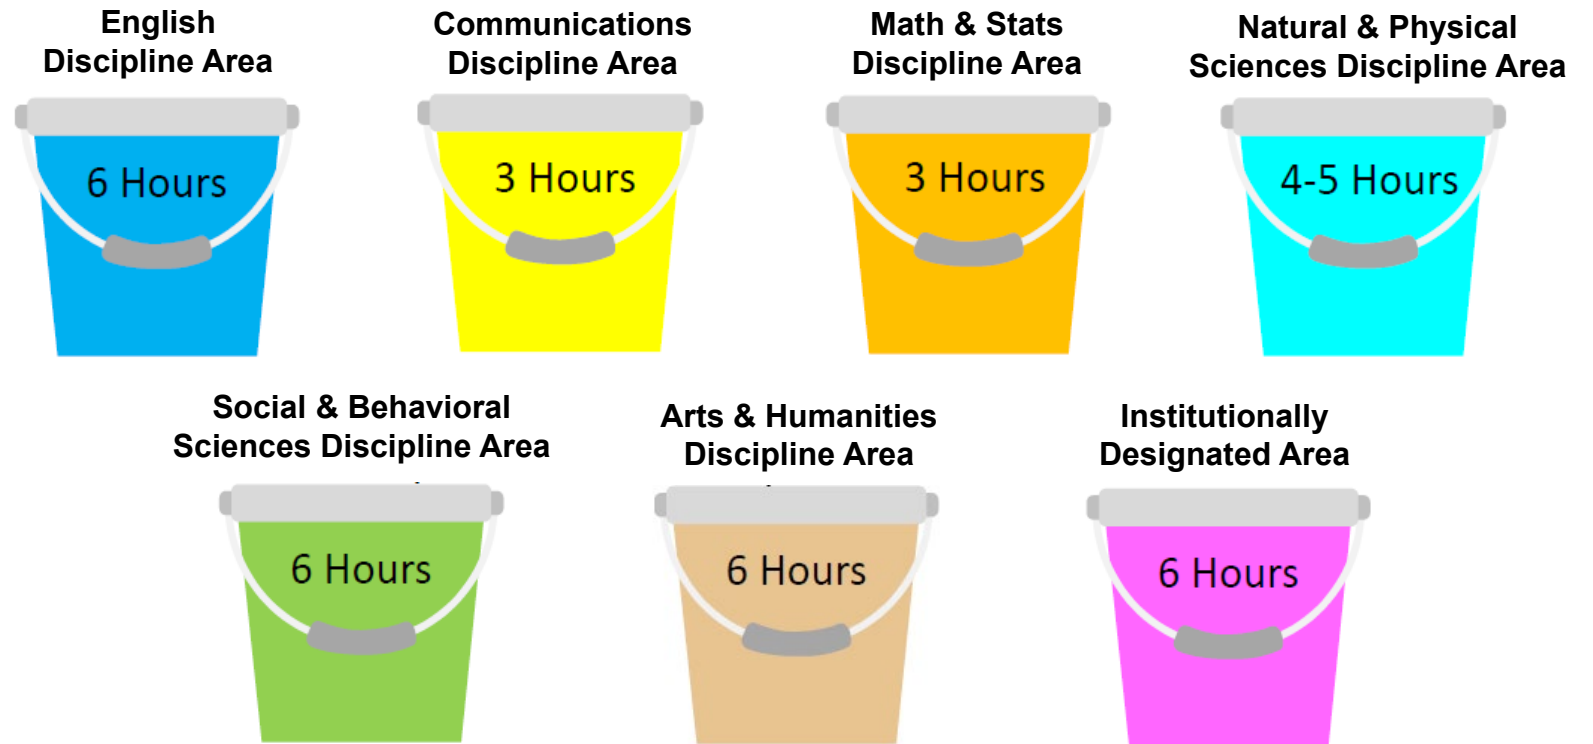 English
Discipline Area
6 Hours
Communications
Discipline Area
3 Hours
Math & Stats
Discipline Area
3 Hours
Natural & Physical
Sciences Discipline Area
4-5 Hours
Social & Behavioral
Sciences Discipline Area
6 Hours
Arts & Humanities
Discipline Area
6 Hours
Institutionally
Designated Area
6 Hours